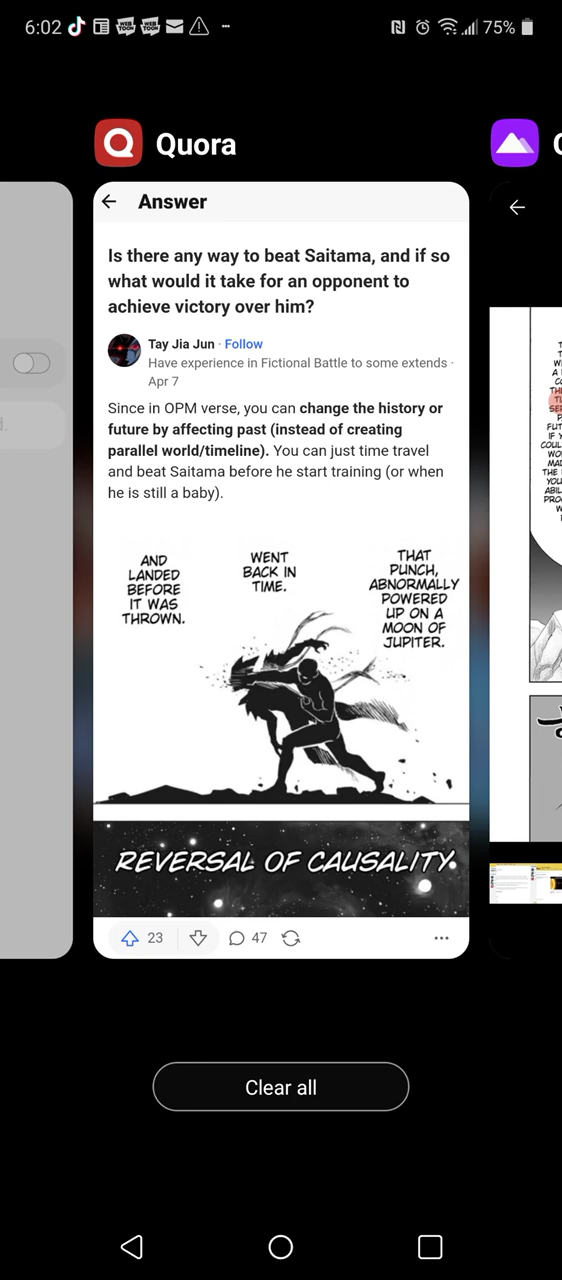 6:02
75%
Quora
Answer
Is there any way to beat Saitama, and if so
what would it take for an opponent to
achieve victory over him?
Tay Jia Jun · Follow
Have experience in Fictional Battle to some extends ·
Apr 7
Since in OPM verse, you can change the history or
future by affecting past (instead of creating
parallel world/timeline). You can just time travel
and beat Saitama before he start training (or when
he is still a baby).
THAT
PUNCH,
ABNORMALLY
POWERED
UP ON A
MOON OF
JUPITER.
WENT
BACK IN
TIME.
AND
LANDED
BEFORE
IT WAS
THROWN.
REVERSAL OF CAUSALITY.
23
47
Clear all